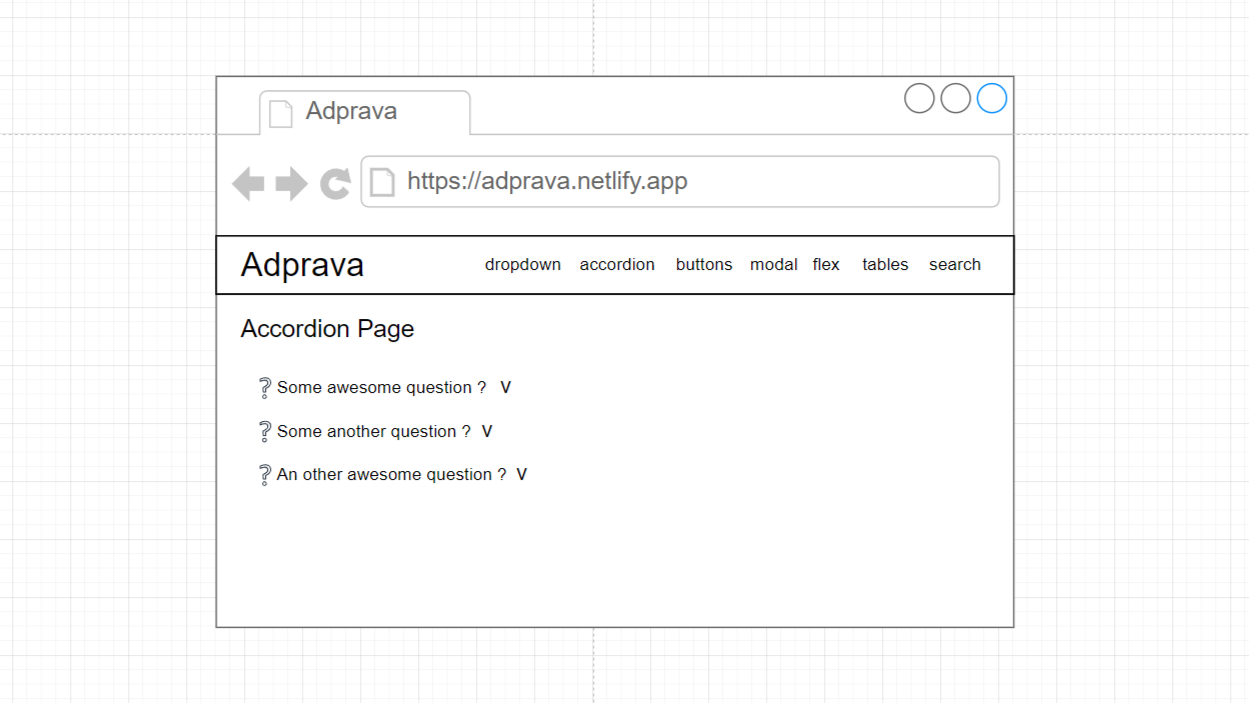 Adprava
https://adprava.netlify.app
Adprava dropdown accordion buttons modal flex tables search
Accordion Page
❔ Some awesome question ? V
❔ Some another question ? V
❔ An other awesome question ? V